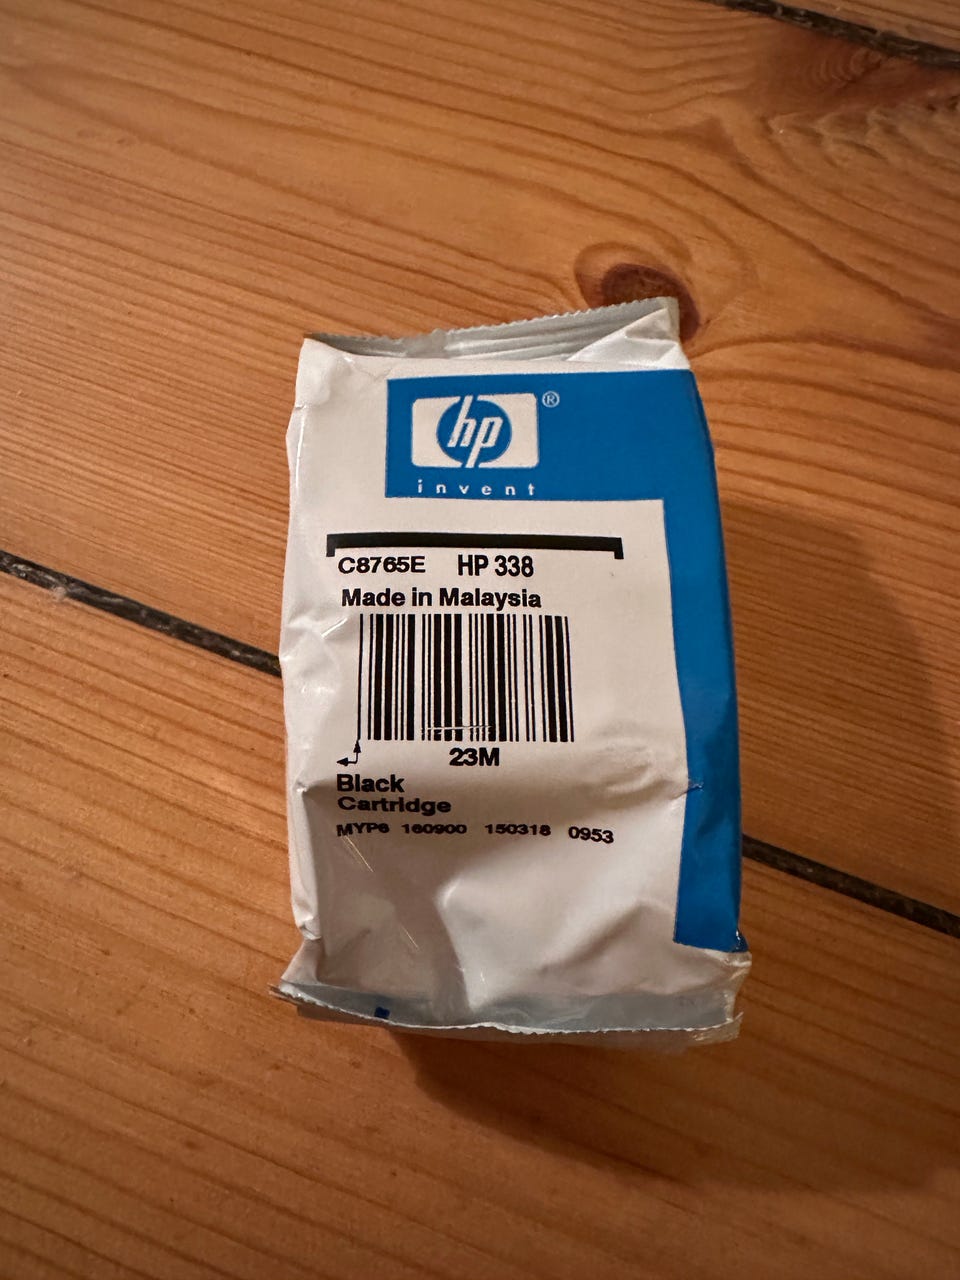 hp®
invent
C8765E HP 338
Made in Malaysia
23M
Black
Cartridge
MYP6 160900 150318 0953